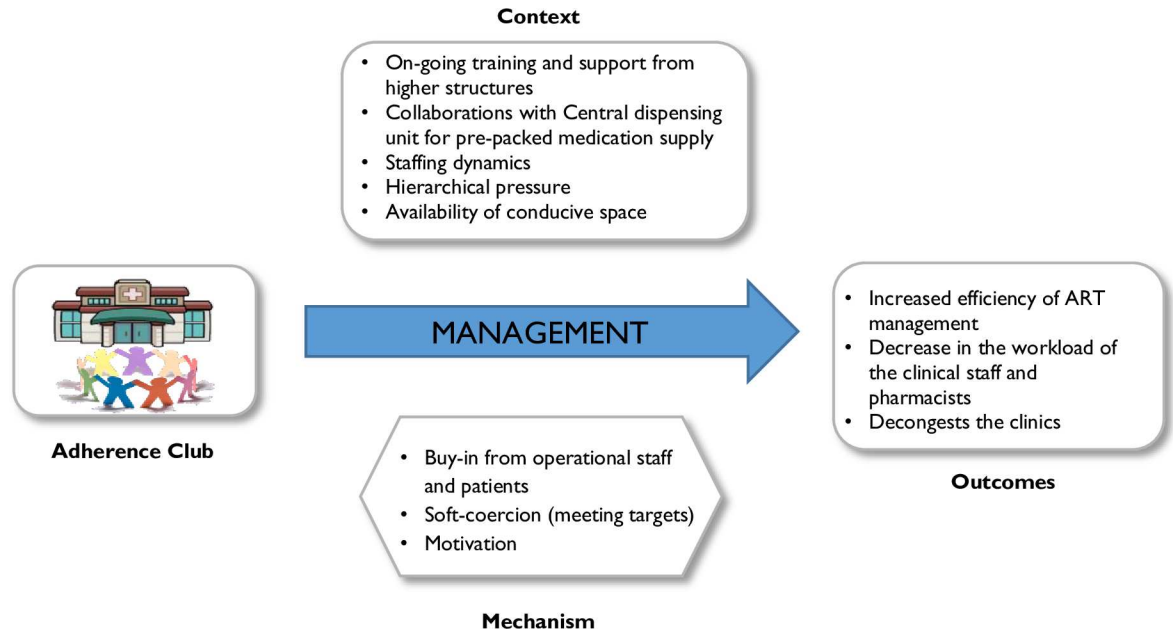 Context
• On-going training and support from
higher structures
• Collaborations with Central dispensing
unit for pre-packed medication supply
• Staffing dynamics
• Hierarchical pressure
• Availability of conducive space
Adherence Club
MANAGEMENT
• Buy-in from operational staff
and patients
• Soft-coercion (meeting targets)
• Motivation
Mechanism
• Increased efficiency of ART
management
• Decrease in the workload of
the clinical staff and
pharmacists
• Decongests the clinics
Outcomes